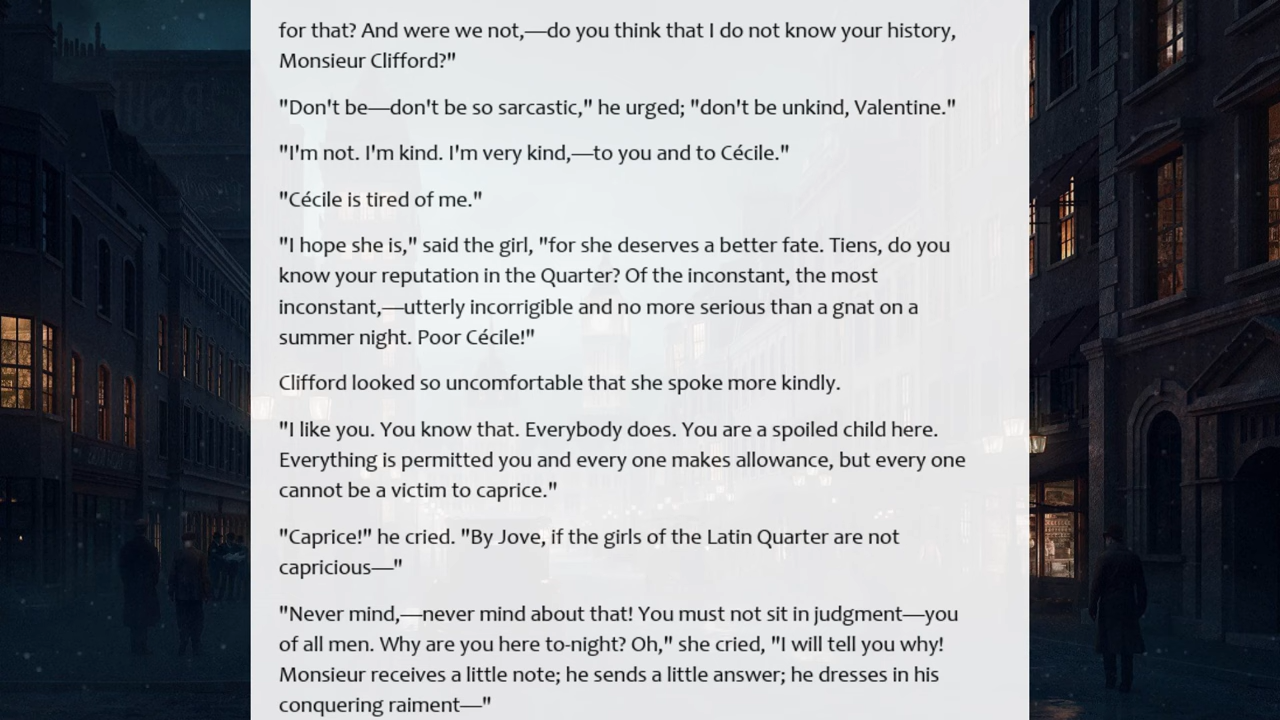 for that? And were we not,—do you think that I do not know your history,
Monsieur Clifford?"
"Don't be—don't be so sarcastic," he urged; "don't be unkind, Valentine."
"I'm not. I'm kind. I'm very kind,—to you and to Cécile."
"Cécile is tired of me."
"I hope she is," said the girl, "for she deserves a better fate. Tiens, do you
know your reputation in the Quarter? Of the inconstant, the most
inconstant,—utterly incorrigible and no more serious than a gnat on a
summer night. Poor Cécile!"
Clifford looked so uncomfortable that she spoke more kindly.
"I like you. You know that. Everybody does. You are a spoiled child here.
Everything is permitted you and every one makes allowance, but every one
cannot be a victim to caprice."
"Caprice!" he cried. "By Jove, if the girls of the Latin Quarter are not
capricious—"
"Never mind,—never mind about that! You must not sit in judgment—you
of all men. Why are you here to-night? Oh," she cried, "I will tell you why!
Monsieur receives a little note; he sends a little answer; he dresses in his
conquering raiment—"